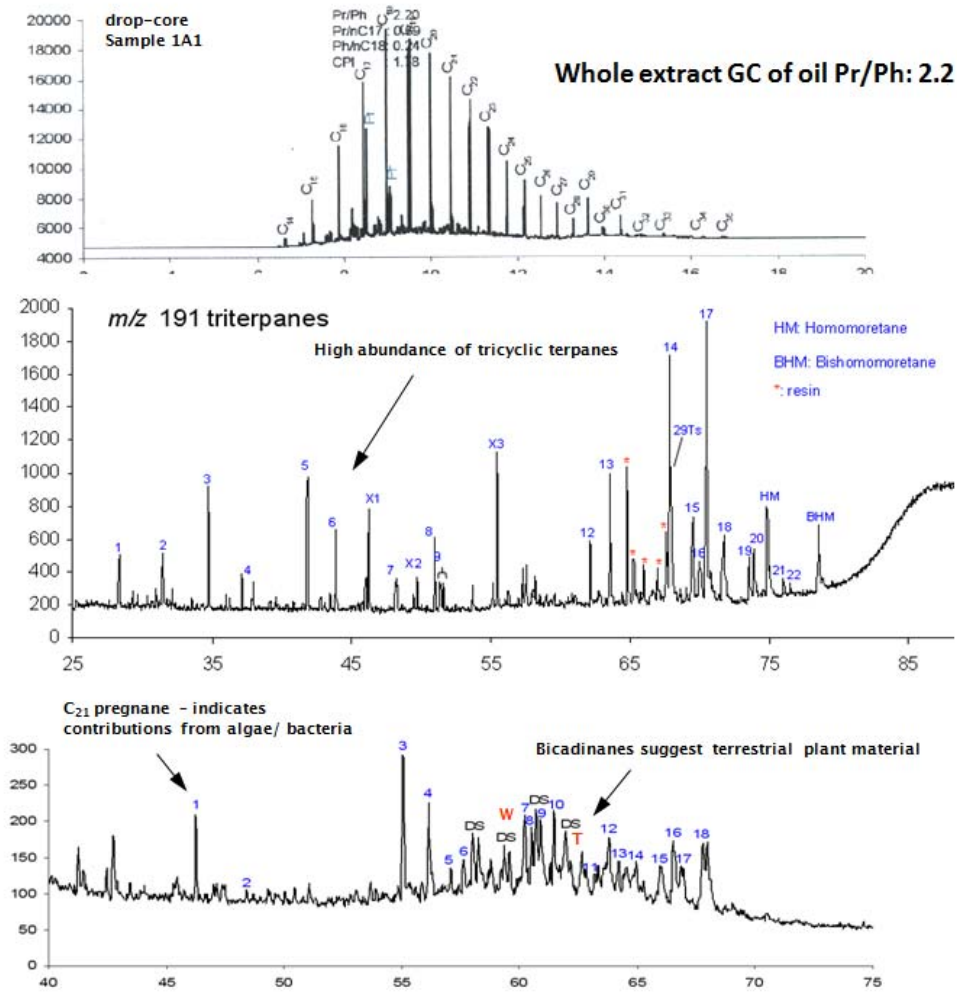 drop-core
Sample 1A1
Pr/Ph : 2.20
Pr/nC17 : 0.59
Ph/nC18: 0.24
CPI : 1.18
Whole extract GC of oil Pr/Ph: 2.2
20000
18000
16000
14000
12000
10000
8000
6000
4000
C14
C15
C16
C17
C20
C21
C22
C23
C24
C25
C26
C27
C28
C29
C30
C31
C32
C33
C34
C35
0 2 4 6 8 10 12 14 16 18 20
m/z 191 triterpanes
High abundance of tricyclic terpanes
HM: Homomoretane
BHM: Bishomomoretane
*: resin
2000
1800
1600
1400
1200
1000
800
600
400
200
0
1 2 3 4 5 6 X1 7 X2 8 9 X3 12 13 14 29Ts 15 16 17 18 19 20 HM 21 22 BHM
* * * * *
25 35 45 55 65 75 85
C21 pregnane – indicates
contributions from algae/ bacteria
Bicadinanes suggest terrestrial plant material
300
250
200
150
100
50
0
1 2 3 4 5 6 DS W DS 7 8 DS 9 10 DS T 11 12 13 14 15 16 17 18
40 45 50 55 60 65 70 75